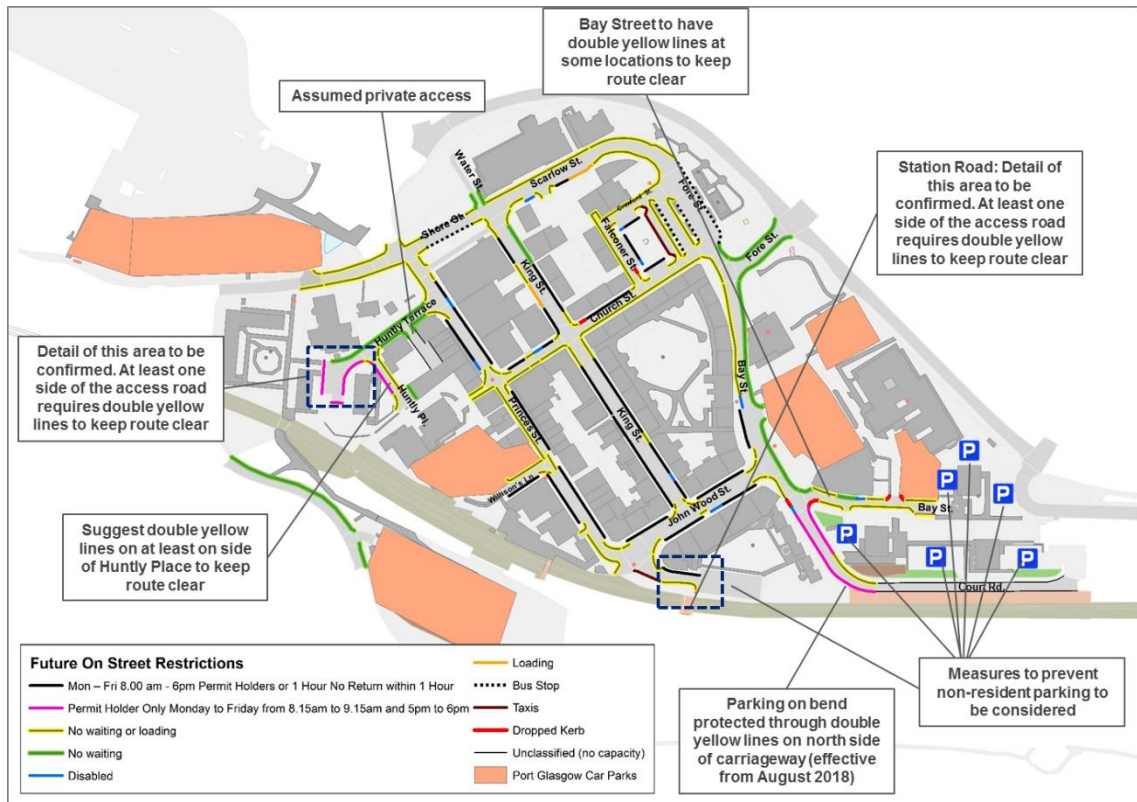 Bay Street to have
double yellow lines at
some locations to keep
route clear
Assumed private access
Station Road: Detail of
this area to be
confirmed. At least one
side of the access road
requires double yellow
lines to keep route clear
Detail of this area to be
confirmed. At least one
side of the access road
requires double yellow
lines to keep route clear
Suggest double yellow
lines on at least on side
of Huntly Place to keep
route clear
Water St.
Scarlow St.
Fore St.
Falconer St.
Fore St.
King St.
Church St.
Huntly Terrace
Bay St.
Huntly Pl.
Princes St.
King St.
Willison's Ln.
John Wood St.
Bay St.
Court Rd.
P
P
P
P
P
P
Measures to prevent
non-resident parking to
be considered
Parking on bend
protected through double
yellow lines on north side
of carriageway (effective
from August 2018)
Future On Street Restrictions
Mon – Fri 8.00 am - 6pm Permit Holders or 1 Hour No Return within 1 Hour
Permit Holder Only Monday to Friday from 8.15am to 9.15am and 5pm to 6pm
No waiting or loading
No waiting
Disabled
Loading
Bus Stop
Taxis
Dropped Kerb
Unclassified (no capacity)
Port Glasgow Car Parks